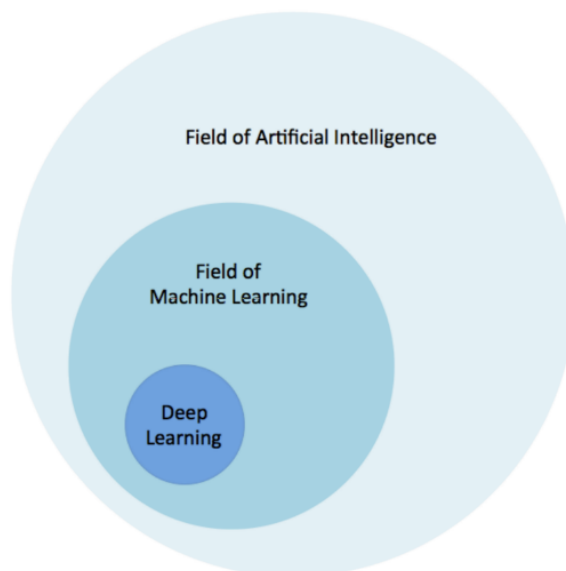 Field of Artificial Intelligence
Field of
Machine Learning
Deep
Learning